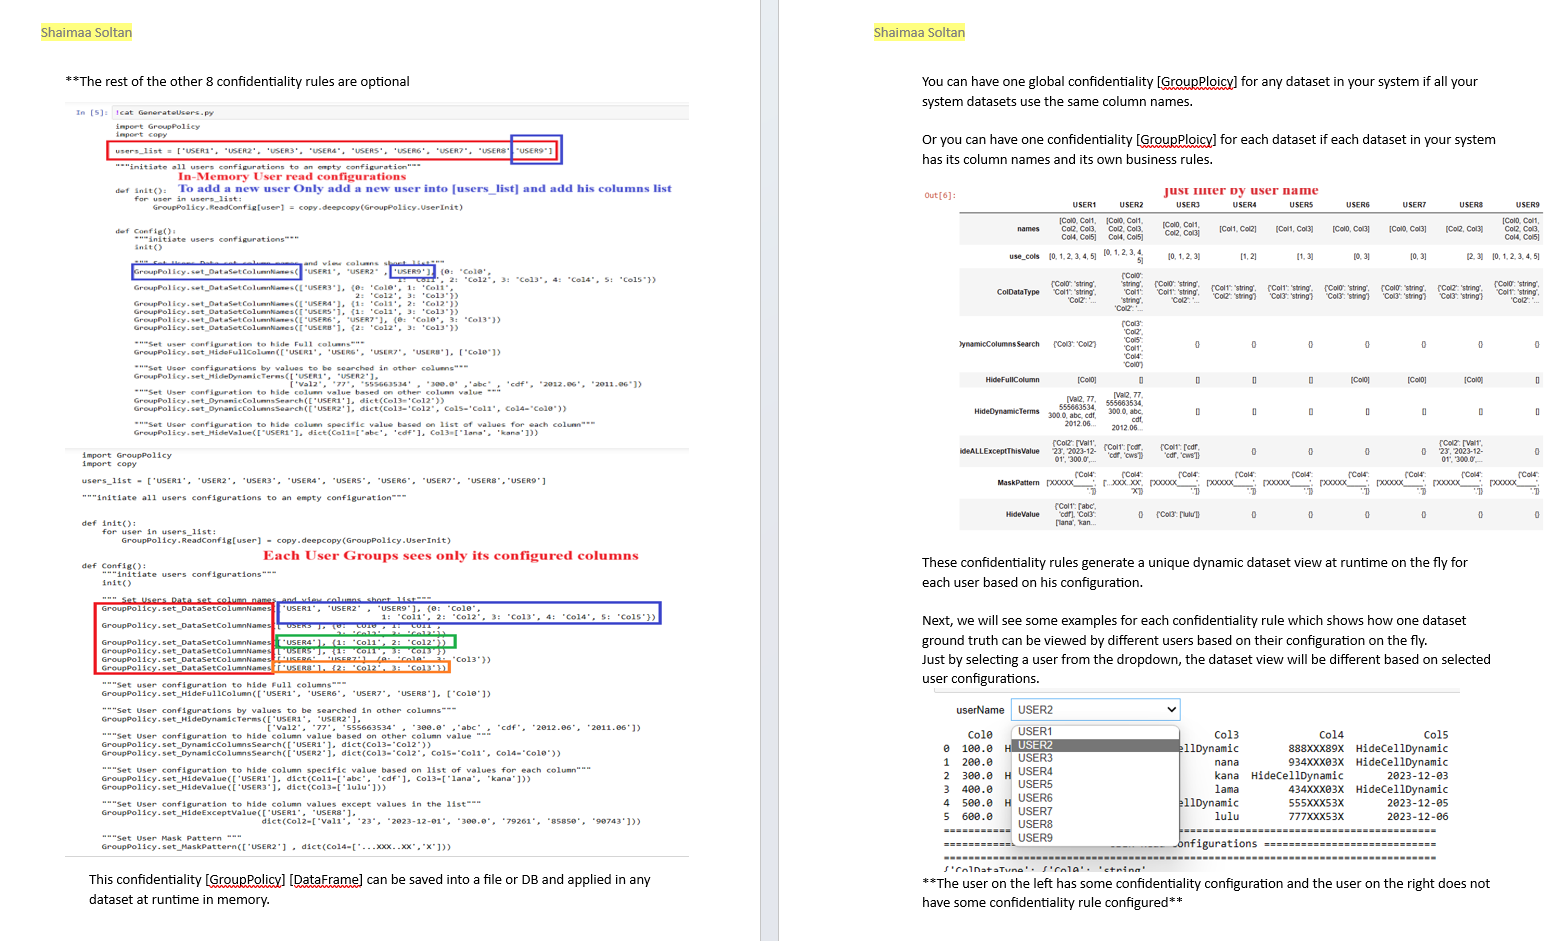 Shaimaa Soltan
**The rest of the other 8 confidentiality rules are optional
In [5]: !cat GenerateUsers.py
import GroupPolicy
import copy
users_list = ['USER1', 'USER2', 'USER3', 'USER4', 'USER5', 'USER6', 'USER7', 'USER8','USER9']
"""initiate all users configurations to an empty configuration"""
In-Memory User read configurations
To add a new user Only add a new user into [users_list] and add his columns list
def init():
for user in users_list:
GroupPolicy.ReadConfig[user] = copy.deepcopy(GroupPolicy.UserInit)
def Config():
"""initiate users configurations"""
init()
""" Set Users Data set column names and view columns short list"""
GroupPolicy.set_DataSetColumnNames(['USER1', 'USER2' , 'USER9'], {0: 'Col0',
1: 'Col1', 2: 'Col2', 3: 'Col3', 4: 'Col4', 5: 'Col5'})
GroupPolicy.set_DataSetColumnNames(['USER3'], {0: 'Col0', 1: 'Col1',
2: 'Col2', 3: 'Col3'})
GroupPolicy.set_DataSetColumnNames(['USER4'], {1: 'Col1', 2: 'Col2'})
GroupPolicy.set_DataSetColumnNames(['USER5'], {1: 'Col1', 3: 'Col3'})
GroupPolicy.set_DataSetColumnNames(['USER6', 'USER7'], {0: 'Col0', 3: 'Col3'})
GroupPolicy.set_DataSetColumnNames(['USER8'], {2: 'Col2', 3: 'Col3'})
"""Set user configuration to hide Full columns"""
GroupPolicy.set_HideFullColumn(['USER1', 'USER6', 'USER7', 'USER8'], ['Col0'])
"""Set User configurations by values to be searched in other columns"""
GroupPolicy.set_HideDynamicTerms(['USER1', 'USER2'],
['Val2', '77', '555663534' , '300.0' ,'abc' , 'cdf', '2012.06', '2011.06'])
"""Set User configuration to hide column value based on other column value """
GroupPolicy.set_DynamicColumnsSearch(['USER1'], dict(Col3='Col2'))
GroupPolicy.set_DynamicColumnsSearch(['USER2'], dict(Col3='Col2', Col5='Col1', Col4='Col0'))
"""Set User configuration to hide column specific value based on list of values for each column"""
GroupPolicy.set_HideValue(['USER1'], dict(Col1=['abc', 'cdf'], Col3=['lana', 'kana']))
import GroupPolicy
import copy
users_list = ['USER1', 'USER2', 'USER3', 'USER4', 'USER5', 'USER6', 'USER7', 'USER8','USER9']
"""initiate all users configurations to an empty configuration"""
def init():
for user in users_list:
GroupPolicy.ReadConfig[user] = copy.deepcopy(GroupPolicy.UserInit)
Each User Groups sees only its configured columns
def Config():
"""initiate users configurations"""
init()
""" Set Users Data set column names and view columns short list"""
GroupPolicy.set_DataSetColumnNames(['USER1', 'USER2' , 'USER9'], {0: 'Col0',
1: 'Col1', 2: 'Col2', 3: 'Col3', 4: 'Col4', 5: 'Col5'})
GroupPolicy.set_DataSetColumnNames(['USER3'], {0: 'Col0', 1: 'Col1',
2: 'Col2', 3: 'Col3'})
GroupPolicy.set_DataSetColumnNames(['USER4'], {1: 'Col1', 2: 'Col2'})
GroupPolicy.set_DataSetColumnNames(['USER5'], {1: 'Col1', 3: 'Col3'})
GroupPolicy.set_DataSetColumnNames(['USER6', 'USER7'], {0: 'Col0', 3: 'Col3'})
GroupPolicy.set_DataSetColumnNames(['USER8'], {2: 'Col2', 3: 'Col3'})
"""Set user configuration to hide Full columns"""
GroupPolicy.set_HideFullColumn(['USER1', 'USER6', 'USER7', 'USER8'], ['Col0'])
"""Set User configurations by values to be searched in other columns"""
GroupPolicy.set_HideDynamicTerms(['USER1', 'USER2'],
['Val2', '77', '555663534' , '300.0' ,'abc' , 'cdf', '2012.06', '2011.06'])
"""Set User configuration to hide column value based on other column value """
GroupPolicy.set_DynamicColumnsSearch(['USER1'], dict(Col3='Col2'))
GroupPolicy.set_DynamicColumnsSearch(['USER2'], dict(Col3='Col2', Col5='Col1', Col4='Col0'))
"""Set User configuration to hide column specific value based on list of values for each column"""
GroupPolicy.set_HideValue(['USER1'], dict(Col1=['abc', 'cdf'], Col3=['lana', 'kana']))
GroupPolicy.set_HideValue(['USER3'], dict(Col3=['lulu']))
"""Set User configuration to hide column values except values in the list"""
GroupPolicy.set_HideExceptValue(['USER1', 'USER8'],
dict(Col2=['Val1', '23', '2023-12-01', '300.0', '79261', '85850', '90743']))
"""Set User Mask Pattern """
GroupPolicy.set_MaskPattern(['USER2'] , dict(Col4=['...XXX..XX','X']))
This confidentiality [GroupPolicy] [DataFrame] can be saved into a file or DB and applied in any
dataset at runtime in memory.
Shaimaa Soltan
You can have one global confidentiality [GroupPloicy] for any dataset in your system if all your
system datasets use the same column names.
Or you can have one confidentiality [GroupPloicy] for each dataset if each dataset in your system
has its column names and its own business rules.
Out[6]: just filter by user name
USER1 USER2 USER3 USER4 USER5 USER6 USER7 USER8 USER9
names [Col0, Col1, Col2, Col3, Col4, Col5] [Col0, Col1, Col2, Col3, Col4, Col5] [Col0, Col1, Col2, Col3] [Col1, Col2] [Col1, Col3] [Col0, Col3] [Col0, Col3] [Col2, Col3] [Col0, Col1, Col2, Col3, Col4, Col5]
use_cols [0, 1, 2, 3, 4, 5] [0, 1, 2, 3, 4, 5] [0, 1, 2, 3] [1, 2] [1, 3] [0, 3] [0, 3] [2, 3] [0, 1, 2, 3, 4, 5]
ColDataType {'Col0': 'string', 'Col1': 'string', 'Col2': '... {'Col0': 'string', 'Col1': 'string', 'Col2': '... {'Col0': 'string', 'Col1': 'string', 'Col2': '... {'Col1': 'string', 'Col2': 'string'} {'Col1': 'string', 'Col3': 'string'} {'Col0': 'string', 'Col3': 'string'} {'Col0': 'string', 'Col3': 'string'} {'Col2': 'string', 'Col3': 'string'} {'Col0': 'string', 'Col1': 'string', 'Col2': '...
ynamicColumnsSearch {'Col3': 'Col2'} {'Col3': 'Col2', 'Col5': 'Col1', 'Col4': 'Col0'} {} {} {} {} {} {} {}
HideFullColumn [Col0] [] [] [] [] [Col0] [Col0] [Col0] []
HideDynamicTerms [Val2, 77, 555663534, 300.0, abc, cdf, 2012.06... [Val2, 77, 555663534, 300.0, abc, cdf, 2012.06... [] [] [] [] [] [] []
ideALLExceptThisValue {'Col2': ['Val1', '23', '2023-12-01', '300.0',... {'Col1': ['cdf', 'cdf', 'cws']} {'Col1': ['cdf', 'cdf', 'cws']} {} {} {} {} {'Col2': ['Val1', '23', '2023-12-01', '300.0',... {}
MaskPattern {'Col4': ['XXXXX____', '.']} {'Col4': ['...XXX..XX', 'X']} {'Col4': ['XXXXX____', '.']} {'Col4': ['XXXXX____', '.']} {'Col4': ['XXXXX____', '.']} {'Col4': ['XXXXX____', '.']} {'Col4': ['XXXXX____', '.']} {'Col4': ['XXXXX____', '.']} {'Col4': ['XXXXX____', '.']}
HideValue {'Col1': ['abc', 'cdf'], 'Col3': ['lana', 'kan... {} {'Col3': ['lulu']} {} {} {} {} {} {}
These confidentiality rules generate a unique dynamic dataset view at runtime on the fly for
each user based on his configuration.
Next, we will see some examples for each confidentiality rule which shows how one dataset
ground truth can be viewed by different users based on their configuration on the fly.
Just by selecting a user from the dropdown, the dataset view will be different based on selected
user configurations.
userName USER2
USER1
USER2
USER3
USER4
USER5
USER6
USER7
USER8
USER9
Col0 Col3 Col4 Col5
0 100.0 H ellDynamic 888XXX89X HideCellDynamic
1 200.0 nana 934XXX03X HideCellDynamic
2 300.0 H kana HideCellDynamic 2023-12-03
3 400.0 lama 434XXX03X HideCellDynamic
4 500.0 H ellDynamic 555XXX53X 2023-12-05
5 600.0 lulu 777XXX53X 2023-12-06
onfigurations
{'ColDataType': {'Col0': 'string'
**The user on the left has some confidentiality configuration and the user on the right does not
have some confidentiality rule configured**